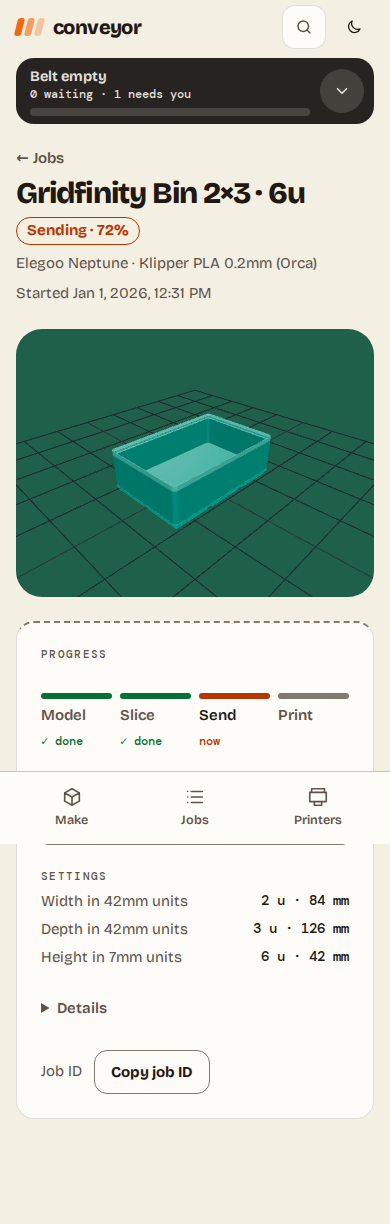 conveyor
Belt empty
0 waiting · 1 needs you
← Jobs
Gridfinity Bin 2×3 · 6u
Sending · 72%
Elegoo Neptune · Klipper PLA 0.2mm (Orca)
Started Jan 1, 2026, 12:31 PM
PROGRESS
Model Slice Send Print
✓ done ✓ done now
Make Jobs Printers
SETTINGS
Width in 42mm units 2 u · 84 mm
Depth in 42mm units 3 u · 126 mm
Height in 7mm units 6 u · 42 mm
▶ Details
Job ID Copy job ID